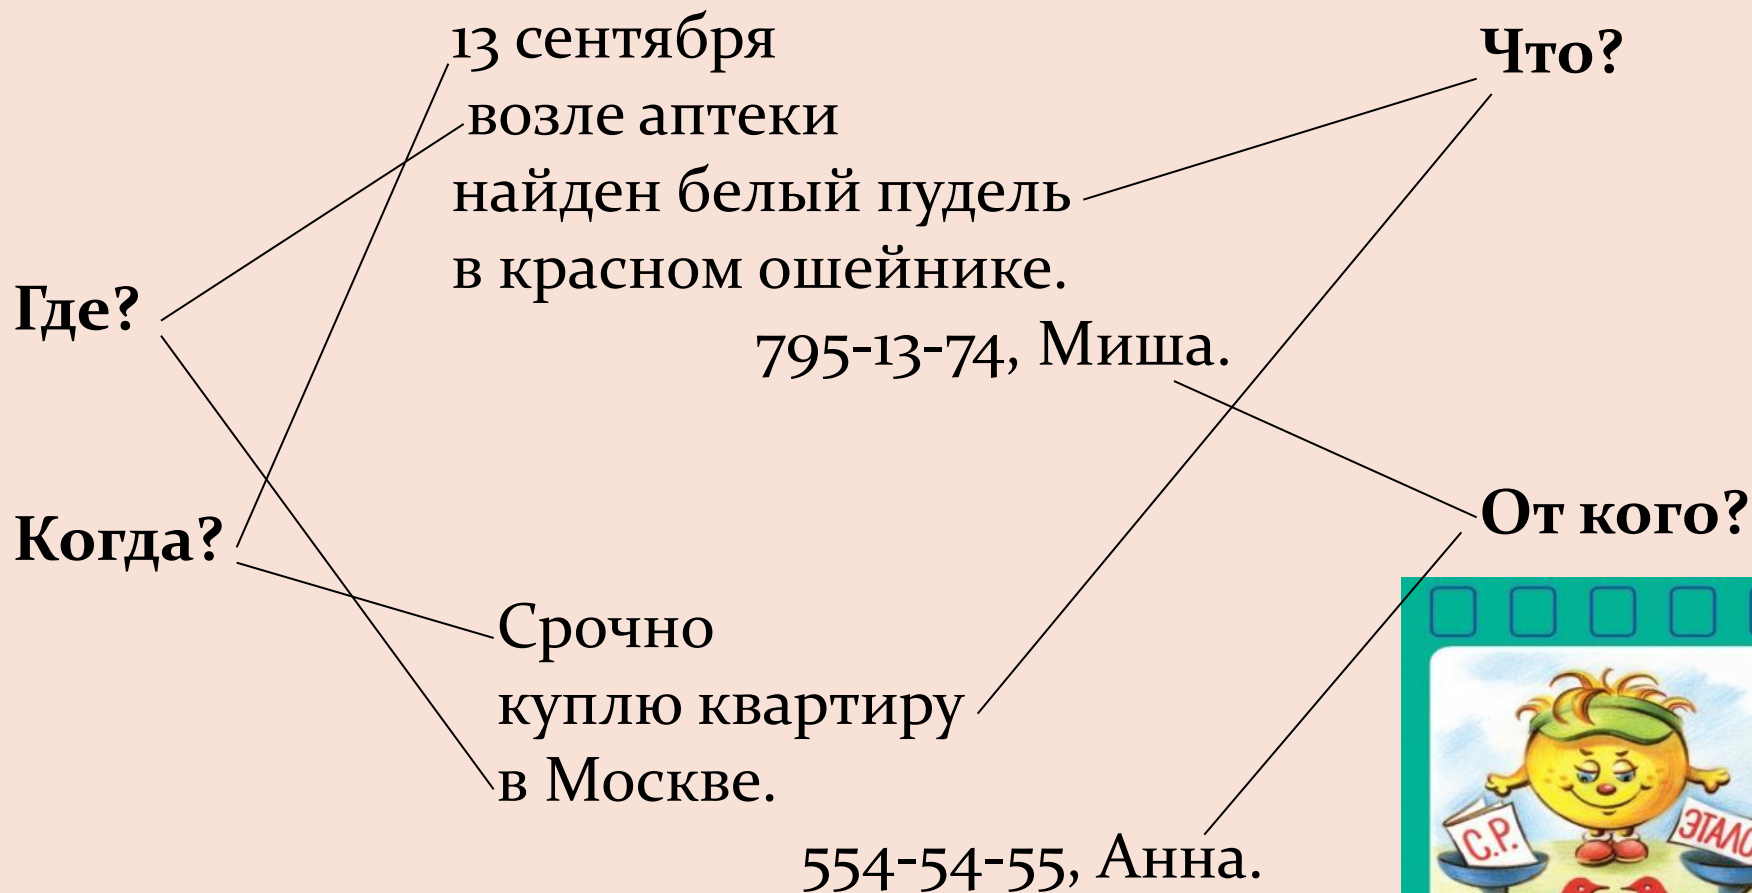 13 сентября
Что?
возле аптеки
найден белый пудель
в красном ошейнике.
Где?
795-13-74, Миша.
От кого?
Когда?
Срочно
куплю квартиру
в Москве.
554-54-55, Анна.
С.Р.